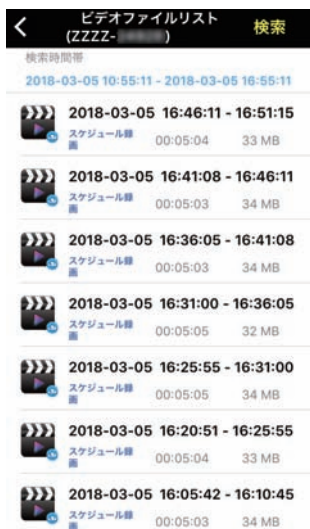 ビデオファイルリスト
(ZZZZ- )
検索
検索時間帯
2018-03-05 10:55:11 - 2018-03-05 16:55:11
2018-03-05 16:46:11 - 16:51:15
スケジュール録
画
00:05:04 33 MB
2018-03-05 16:41:08 - 16:46:11
スケジュール録
画
00:05:03 34 MB
2018-03-05 16:36:05 - 16:41:08
スケジュール録
画
00:05:03 34 MB
2018-03-05 16:31:00 - 16:36:05
スケジュール録
画
00:05:05 32 MB
2018-03-05 16:25:55 - 16:31:00
スケジュール録
画
00:05:05 34 MB
2018-03-05 16:20:51 - 16:25:55
スケジュール録
画
00:05:04 33 MB
2018-03-05 16:05:42 - 16:10:45
スケジュール録
画
00:05:03 34 MB